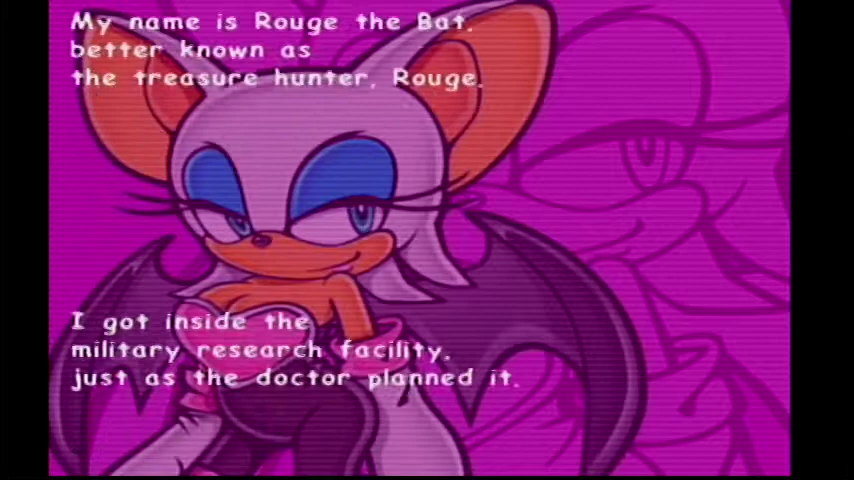 My name is Rouge the Bat,
better known as
the treasure hunter, Rouge.
I got inside the
military research facility,
just as the doctor planned it.